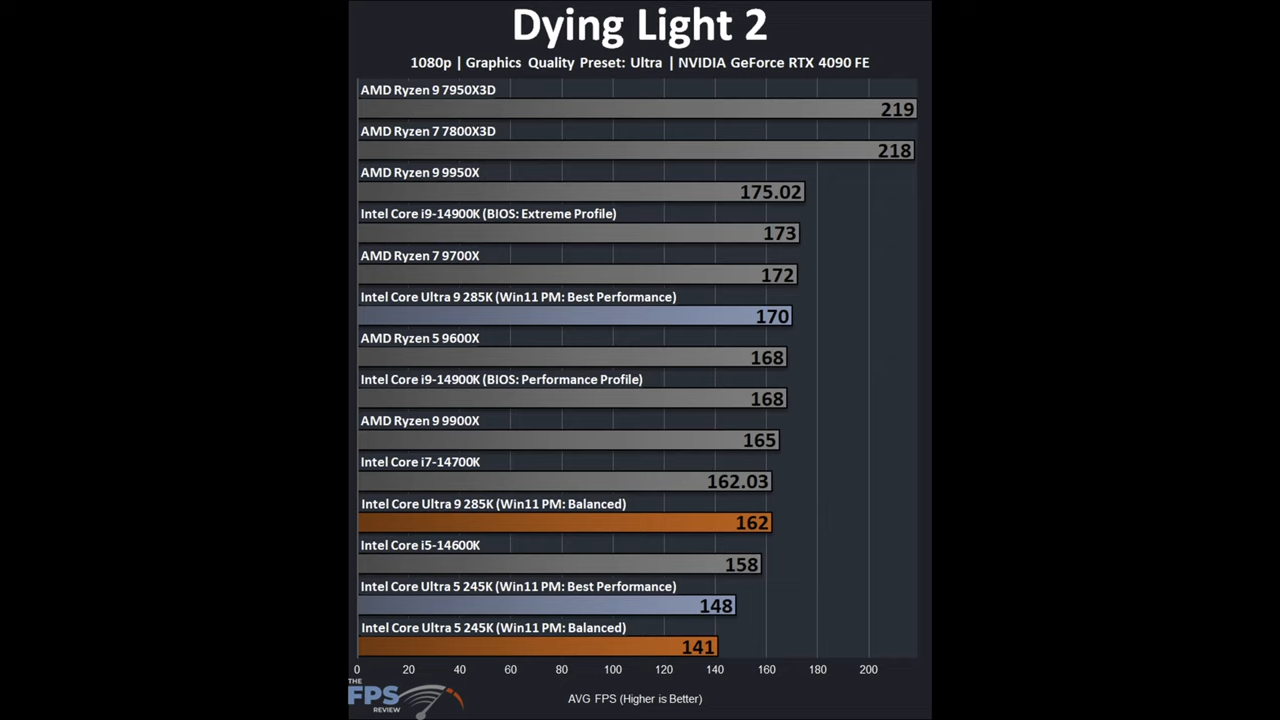 Dying Light 2
1080p | Graphics Quality Preset: Ultra | NVIDIA GeForce RTX 4090 FE
AMD Ryzen 9 7950X3D
219
AMD Ryzen 7 7800X3D
218
AMD Ryzen 9 9950X
175.02
Intel Core i9-14900K (BIOS: Extreme Profile)
173
AMD Ryzen 7 9700X
172
Intel Core Ultra 9 285K (Win11 PM: Best Performance)
170
AMD Ryzen 5 9600X
168
Intel Core i9-14900K (BIOS: Performance Profile)
168
AMD Ryzen 9 9900X
165
Intel Core i7-14700K
162.03
Intel Core Ultra 9 285K (Win11 PM: Balanced)
162
Intel Core i5-14600K
158
Intel Core Ultra 5 245K (Win11 PM: Best Performance)
148
Intel Core Ultra 5 245K (Win11 PM: Balanced)
141
0 20 40 60 80 100 120 140 160 180 200
AVG FPS (Higher is Better)
THE
FPS
REVIEW